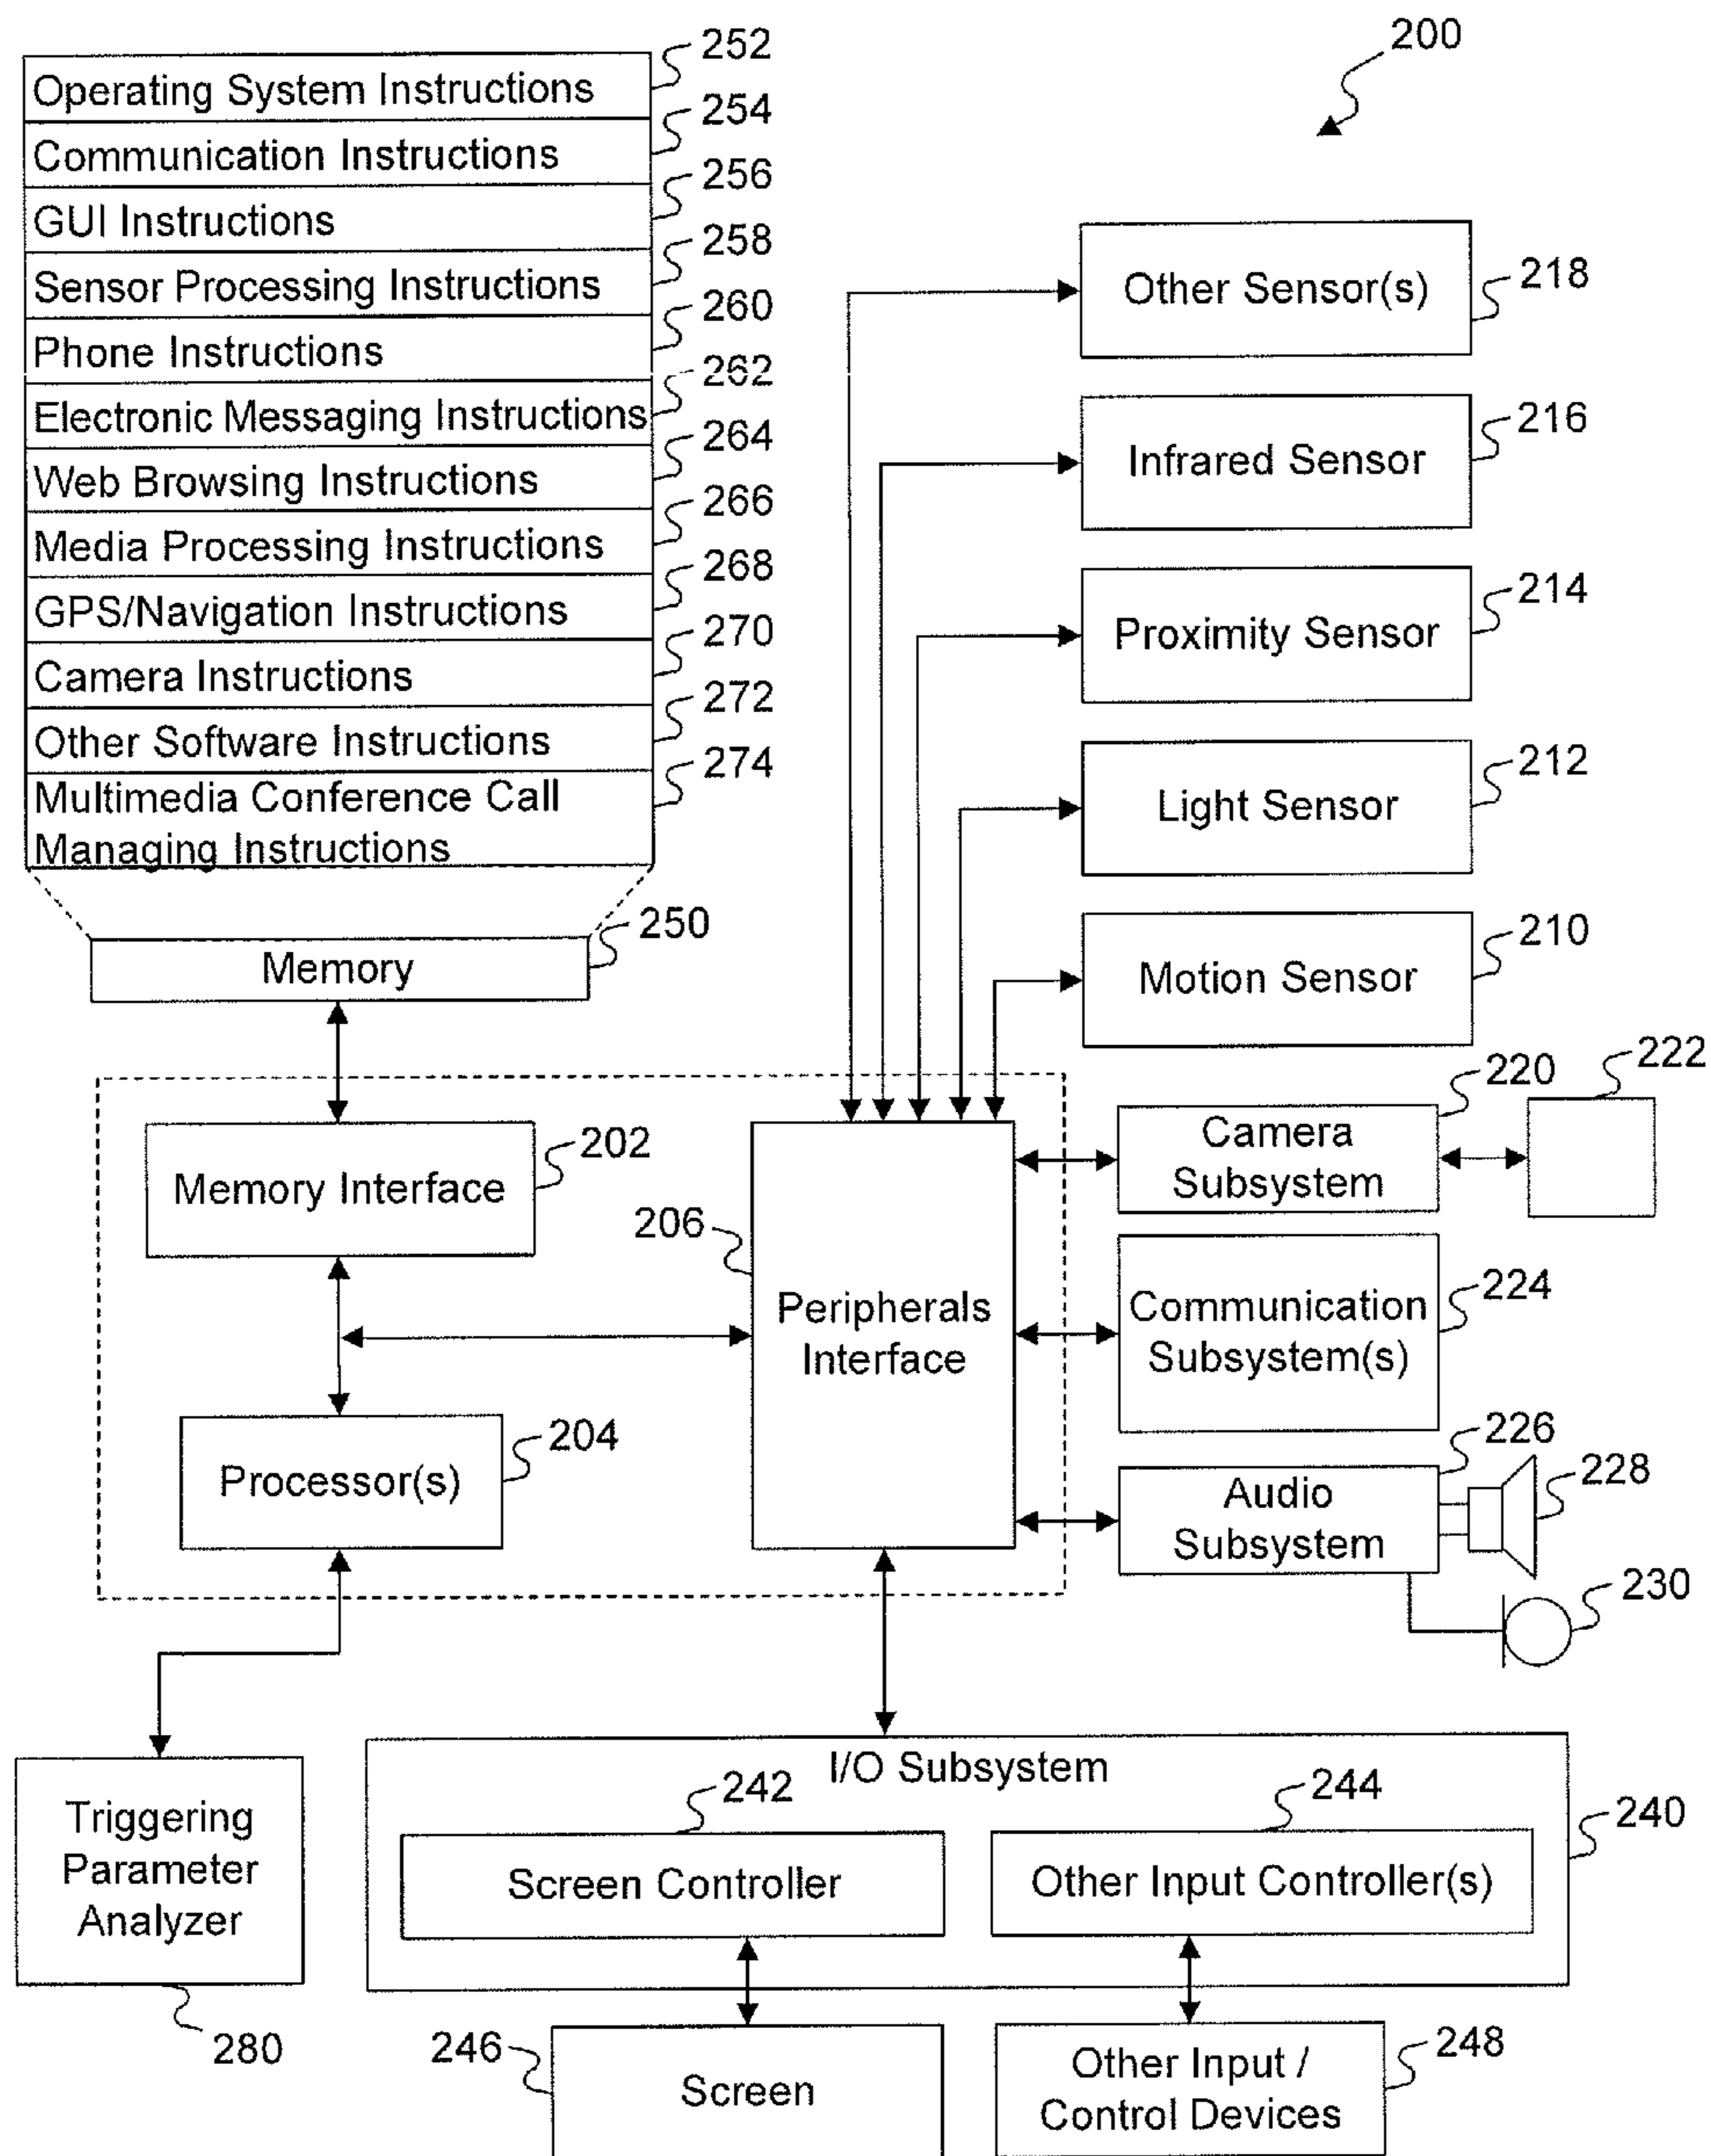 200
Operating System Instructions
252
Communication Instructions
254
GUI Instructions
256
Sensor Processing Instructions
258
Phone Instructions
260
Electronic Messaging Instructions
262
Web Browsing Instructions
264
Media Processing Instructions
266
GPS/Navigation Instructions
268
Camera Instructions
270
Other Software Instructions
272
Multimedia Conference Call
Managing Instructions
274
Memory
250
Other Sensor(s)
218
Infrared Sensor
216
Proximity Sensor
214
Light Sensor
212
Motion Sensor
210
Memory Interface
202
Processor(s)
204
206
Peripherals
Interface
Camera
Subsystem
220
222
Communication
Subsystem(s)
224
Audio
Subsystem
226
228
230
Triggering
Parameter
Analyzer
280
I/O Subsystem
240
242
Screen Controller
244
Other Input Controller(s)
246
Screen
Other Input /
Control Devices
248